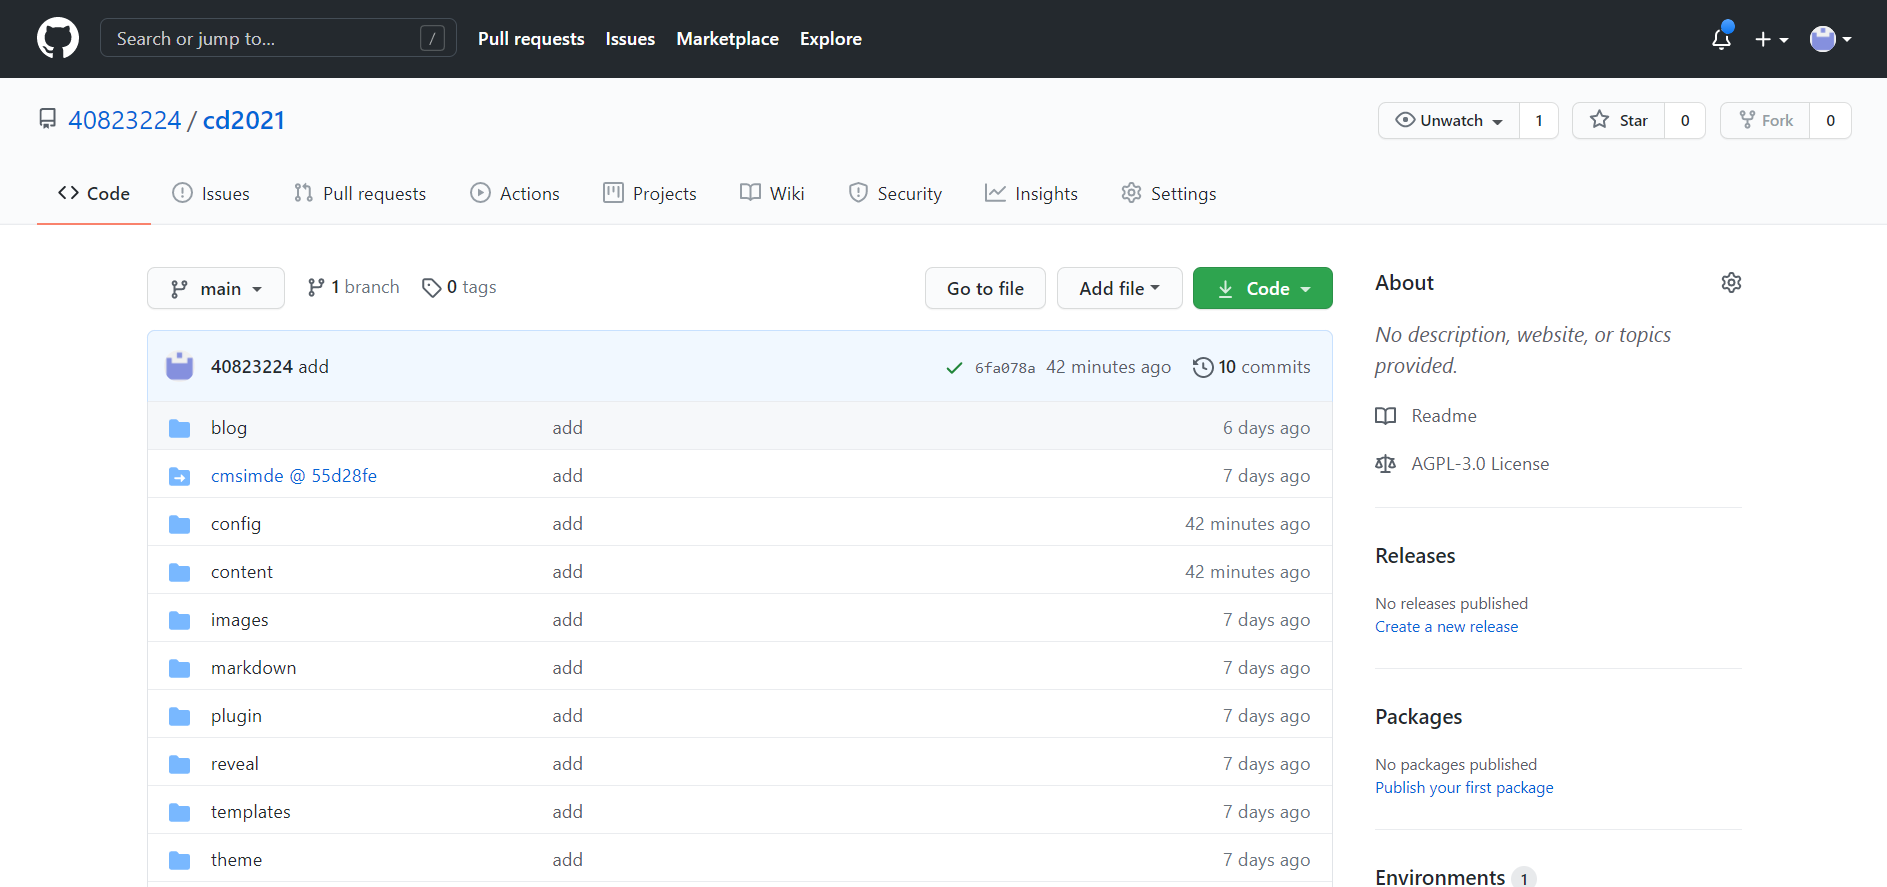 Search or jump to... / Pull requests Issues Marketplace Explore
40823224 / cd2021 Unwatch 1 Star 0 Fork 0
Code Issues Pull requests Actions Projects Wiki Security Insights Settings
main 1 branch 0 tags Go to file Add file Code
40823224 add 6fa078a 42 minutes ago 10 commits
blog add 6 days ago
cmsimde @ 55d28fe add 7 days ago
config add 42 minutes ago
content add 42 minutes ago
images add 7 days ago
markdown add 7 days ago
plugin add 7 days ago
reveal add 7 days ago
templates add 7 days ago
theme add 7 days ago
About
No description, website, or topics
provided.
Readme
AGPL-3.0 License
Releases
No releases published
Create a new release
Packages
No packages published
Publish your first package
Environments 1